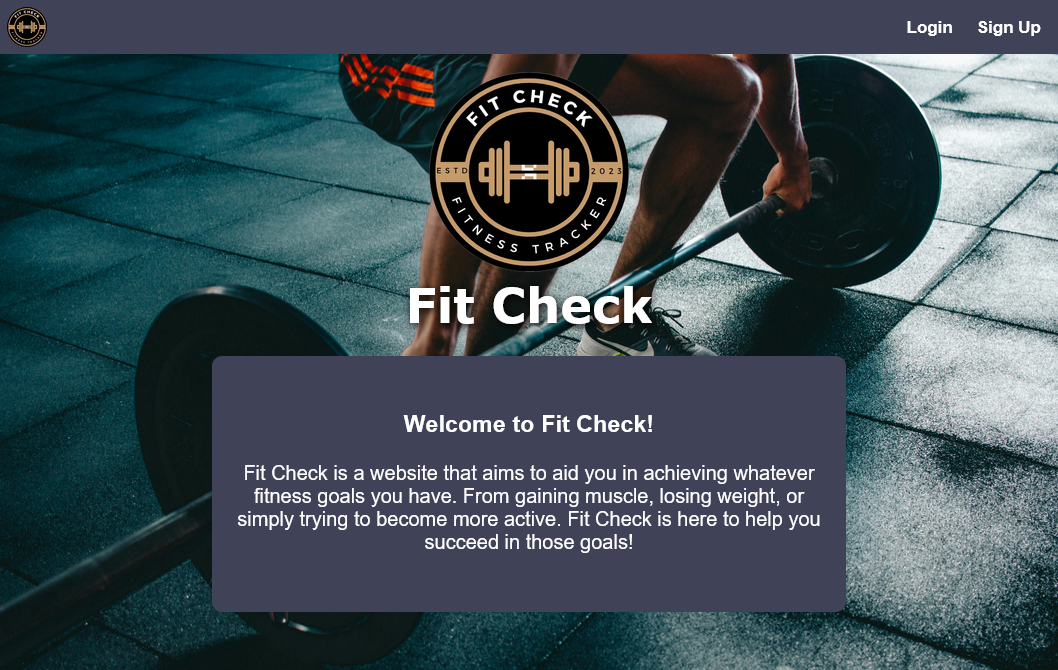 Login Sign Up
FIT CHECK
ESTD 2023
FITNESS TRACKER
Fit Check
Welcome to Fit Check!
Fit Check is a website that aims to aid you in achieving whatever
fitness goals you have. From gaining muscle, losing weight, or
simply trying to become more active. Fit Check is here to help you
succeed in those goals!